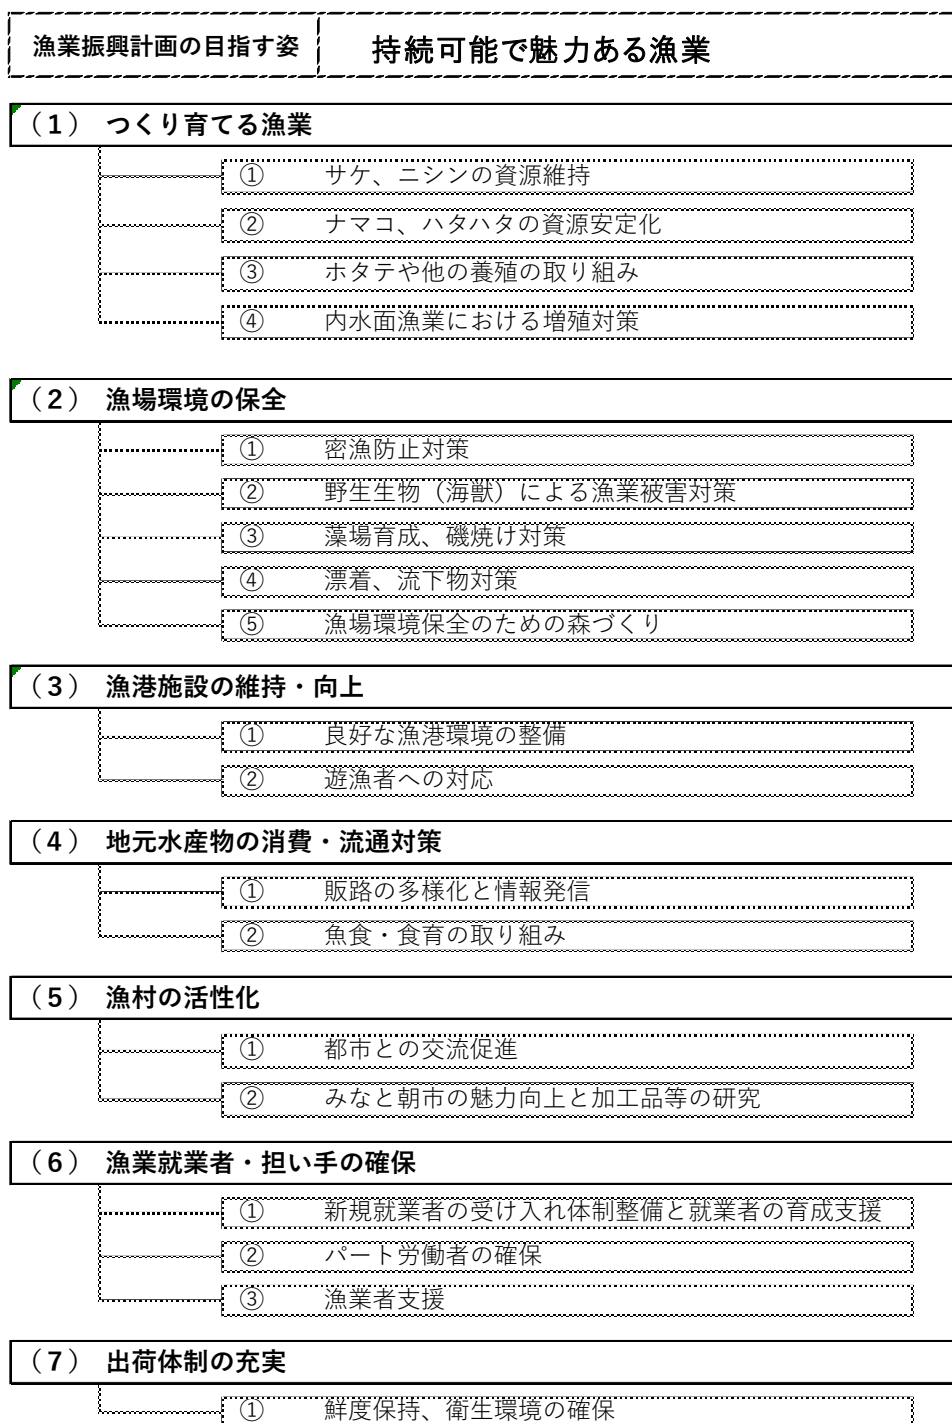 漁業振興計画の目指す姿 持続可能で魅力ある漁業
（1） つくり育てる漁業
① サケ、ニシンの資源維持
② ナマコ、ハタハタの資源安定化
③ ホタテや他の養殖の取り組み
④ 内水面漁業における増殖対策
（2） 漁場環境の保全
① 密漁防止対策
② 野生生物（海獣）による漁業被害対策
③ 藻場育成、磯焼け対策
④ 漂着、流下物対策
⑤ 漁場環境保全のための森づくり
（3） 漁港施設の維持・向上
① 良好な漁港環境の整備
② 遊漁者への対応
（4） 地元水産物の消費・流通対策
① 販路の多様化と情報発信
② 魚食・食育の取り組み
（5） 漁村の活性化
① 都市との交流促進
② みなと朝市の魅力向上と加工品等の研究
（6） 漁業就業者・担い手の確保
① 新規就業者の受け入れ体制整備と就業者の育成支援
② パート労働者の確保
③ 漁業者支援
（7） 出荷体制の充実
① 鮮度保持、衛生環境の確保